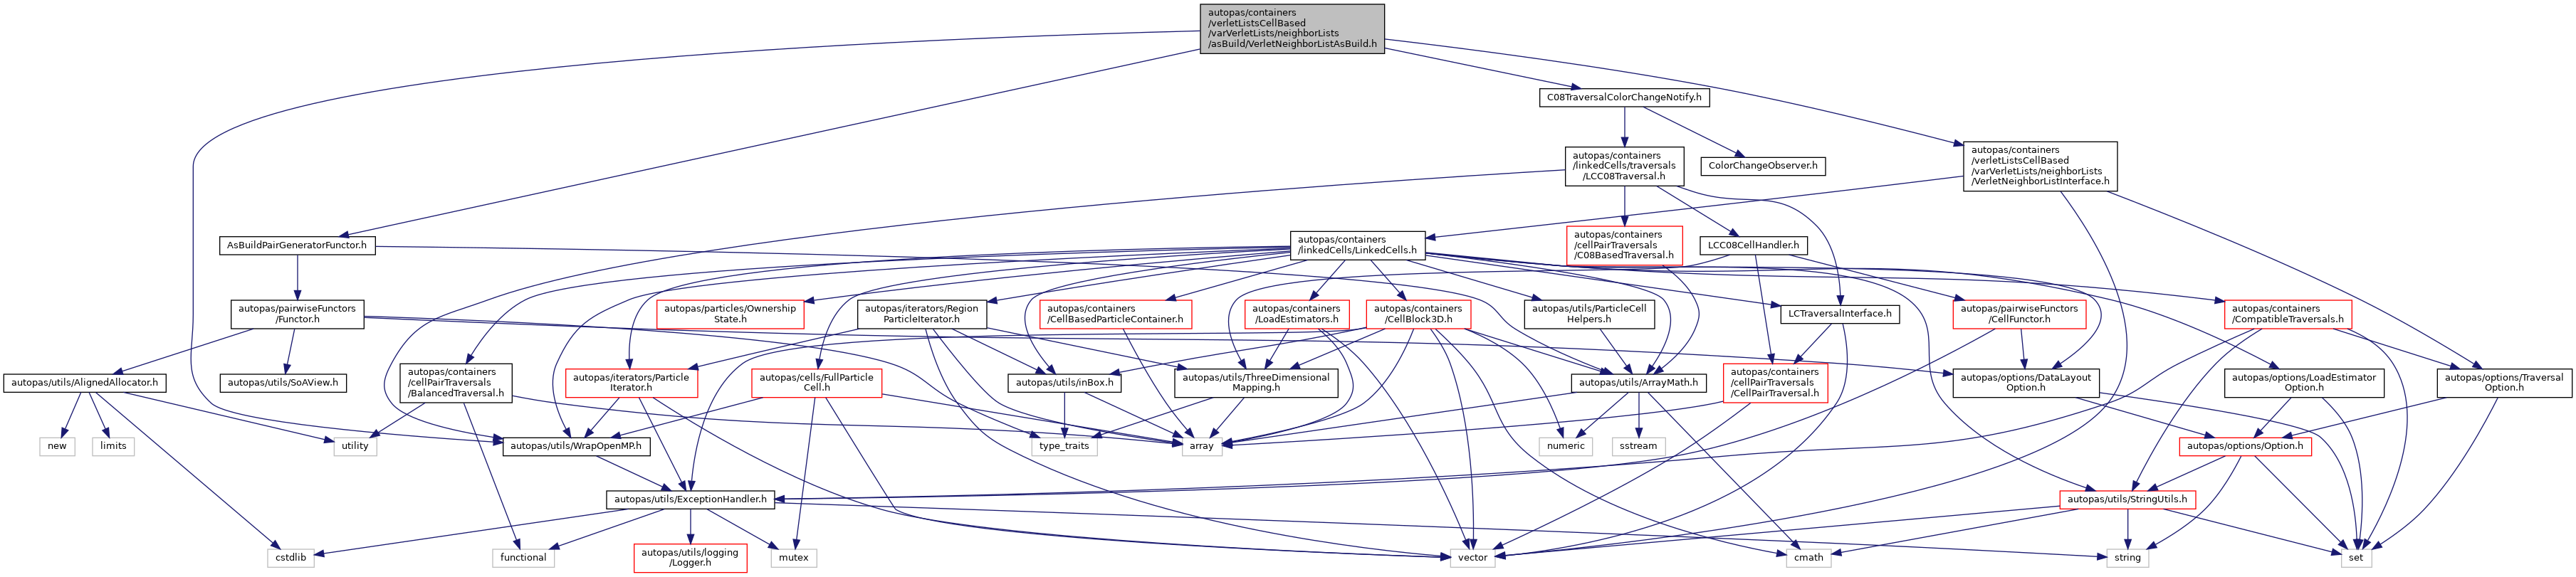 autopas/containers
/verletListsCellBased
/varVerletLists/neighborLists
/asBuild/VerletNeighborListAsBuild.h
C08TraversalColorChangeNotify.h
autopas/containers
/linkedCells/traversals
/LCC08Traversal.h
ColorChangeObserver.h
autopas/containers
/verletListsCellBased
/varVerletLists/neighborLists
/VerletNeighborListInterface.h
AsBuildPairGeneratorFunctor.h
autopas/containers
/linkedCells/LinkedCells.h
autopas/containers
/cellPairTraversals
/C08BasedTraversal.h
LCC08CellHandler.h
autopas/pairwiseFunctors
/Functor.h
autopas/particles/Ownership
State.h
autopas/iterators/Region
ParticleIterator.h
autopas/containers
/CellBasedParticleContainer.h
autopas/containers
/LoadEstimators.h
autopas/containers
/CellBlock3D.h
autopas/utils/ParticleCell
Helpers.h
LCTraversalInterface.h
autopas/pairwiseFunctors
/CellFunctor.h
autopas/containers
/CompatibleTraversals.h
autopas/utils/AlignedAllocator.h
autopas/utils/SoAView.h
autopas/containers
/cellPairTraversals
/BalancedTraversal.h
autopas/iterators/Particle
Iterator.h
autopas/cells/FullParticle
Cell.h
autopas/utils/inBox.h
autopas/utils/ThreeDimensional
Mapping.h
autopas/utils/ArrayMath.h
autopas/containers
/cellPairTraversals
/CellPairTraversal.h
autopas/options/DataLayout
Option.h
autopas/options/LoadEstimator
Option.h
autopas/options/Traversal
Option.h
new
limits
utility
autopas/utils/WrapOpenMP.h
type_traits
array
numeric
sstream
autopas/options/Option.h
autopas/utils/ExceptionHandler.h
autopas/utils/StringUtils.h
cstdlib
functional
autopas/utils/logging
/Logger.h
mutex
vector
cmath
string
set